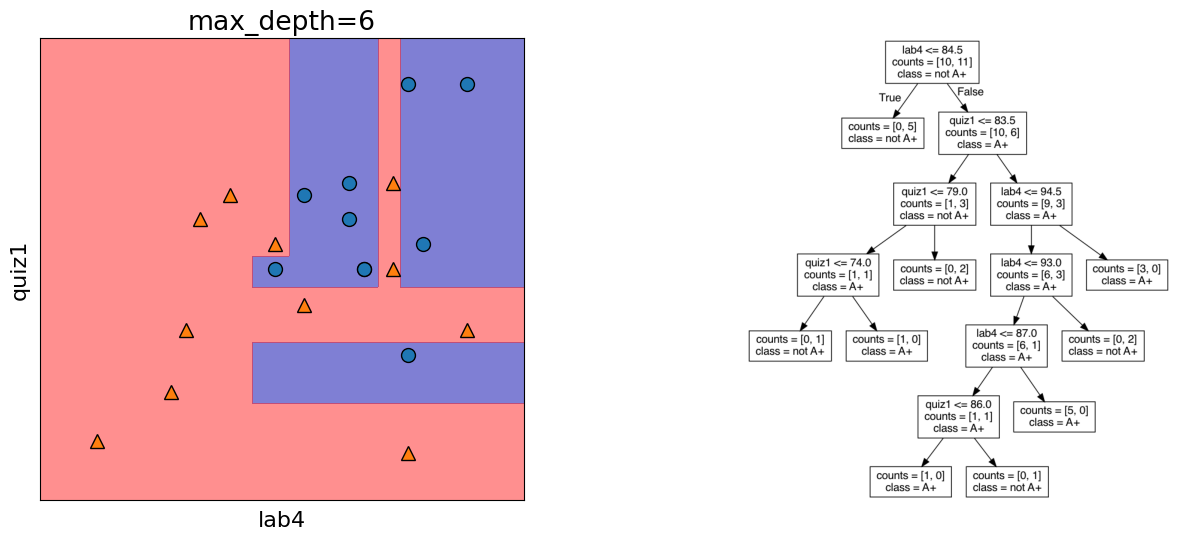 max_depth=6
quiz1
lab4
lab4 <= 84.5
counts = [10, 11]
class = not A+
True
False
counts = [0, 5]
class = not A+
quiz1 <= 83.5
counts = [10, 6]
class = A+
quiz1 <= 79.0
counts = [1, 3]
class = not A+
lab4 <= 94.5
counts = [9, 3]
class = A+
quiz1 <= 74.0
counts = [1, 1]
class = A+
counts = [0, 2]
class = not A+
lab4 <= 93.0
counts = [6, 3]
class = A+
counts = [3, 0]
class = A+
counts = [0, 1]
class = not A+
counts = [1, 0]
class = A+
lab4 <= 87.0
counts = [6, 1]
class = A+
counts = [0, 2]
class = not A+
quiz1 <= 86.0
counts = [1, 1]
class = A+
counts = [5, 0]
class = A+
counts = [1, 0]
class = A+
counts = [0, 1]
class = not A+